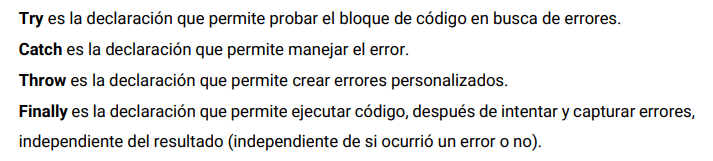 Try es la declaración que permite probar el bloque de código en busca de errores.
Catch es la declaración que permite manejar el error.
Throw es la declaración que permite crear errores personalizados.
Finally es la declaración que permite ejecutar código, después de intentar y capturar errores,
independiente del resultado (independiente de si ocurrió un error o no).